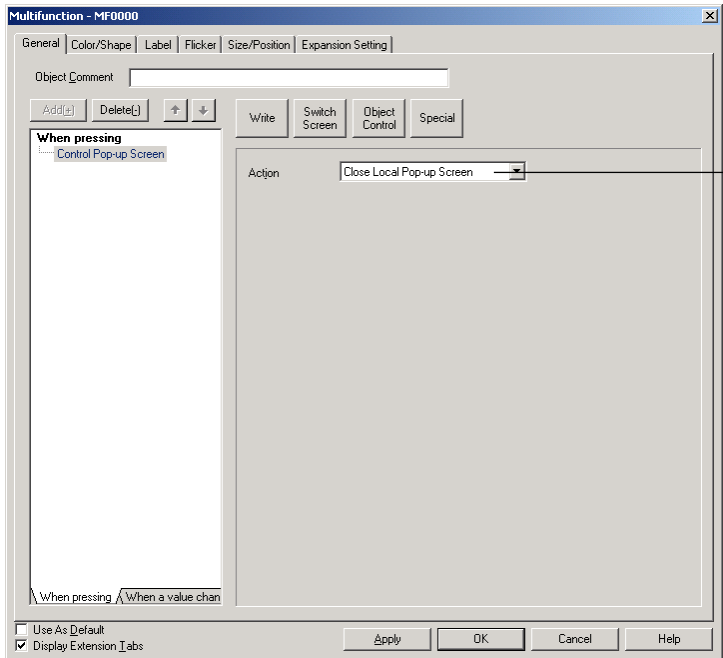 Multifunction - MF0000
General Color/Shape Label Flicker Size/Position Expansion Setting
Object Comment
Add(+) Delete(-)
Write Switch Screen Object Control Special
When pressing
Control Pop-up Screen
Action Close Local Pop-up Screen
When pressing When a value chan
Use As Default
Display Extension Tabs
Apply OK Cancel Help